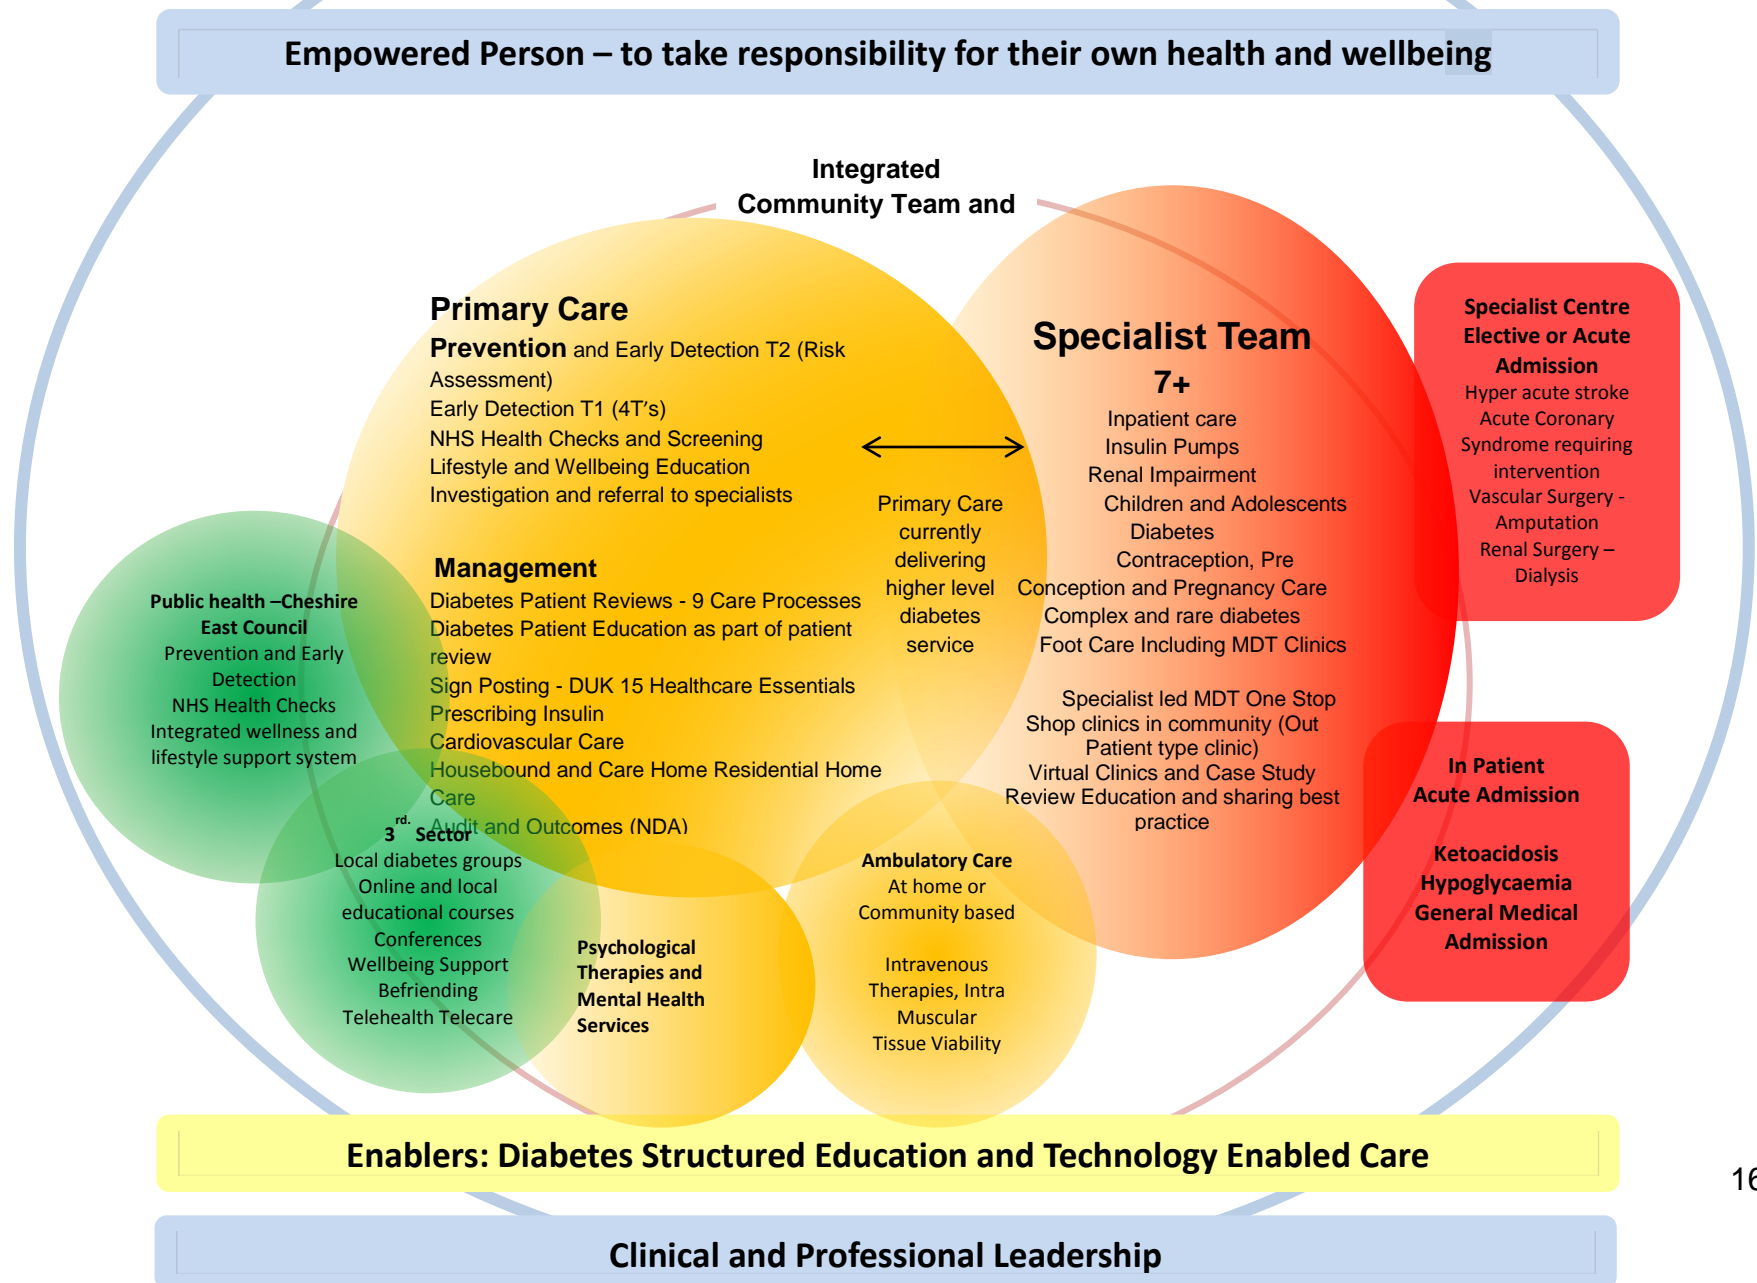 Empowered Person – to take responsibility for their own health and wellbeing
Integrated
Community Team and
Primary Care
Prevention and Early Detection T2 (Risk
Assessment)
Early Detection T1 (4T’s)
NHS Health Checks and Screening
Lifestyle and Wellbeing Education
Investigation and referral to specialists
Management
Diabetes Patient Reviews - 9 Care Processes
Diabetes Patient Education as part of patient
review
Sign Posting - DUK 15 Healthcare Essentials
Prescribing Insulin
Cardiovascular Care
Housebound and Care Home Residential Home
Care
Audit and Outcomes (NDA)
Primary Care
currently
delivering
higher level
diabetes
service
Specialist Team
7+
Inpatient care
Insulin Pumps
Renal Impairment
Children and Adolescents
Diabetes
Contraception, Pre
Conception and Pregnancy Care
Complex and rare diabetes
Foot Care Including MDT Clinics
Specialist led MDT One Stop
Shop clinics in community (Out
Patient type clinic)
Virtual Clinics and Case Study
Review Education and sharing best
practice
Specialist Centre
Elective or Acute
Admission
Hyper acute stroke
Acute Coronary
Syndrome requiring
intervention
Vascular Surgery -
Amputation
Renal Surgery –
Dialysis
In Patient
Acute Admission
Ketoacidosis
Hypoglycaemia
General Medical
Admission
Public health –Cheshire
East Council
Prevention and Early
Detection
NHS Health Checks
Integrated wellness and
lifestyle support system
3rd. Sector
Local diabetes groups
Online and local
educational courses
Conferences
Wellbeing Support
Befriending
Telehealth Telecare
Psychological
Therapies and
Mental Health
Services
Ambulatory Care
At home or
Community based
Intravenous
Therapies, Intra
Muscular
Tissue Viability
Enablers: Diabetes Structured Education and Technology Enabled Care
16
Clinical and Professional Leadership